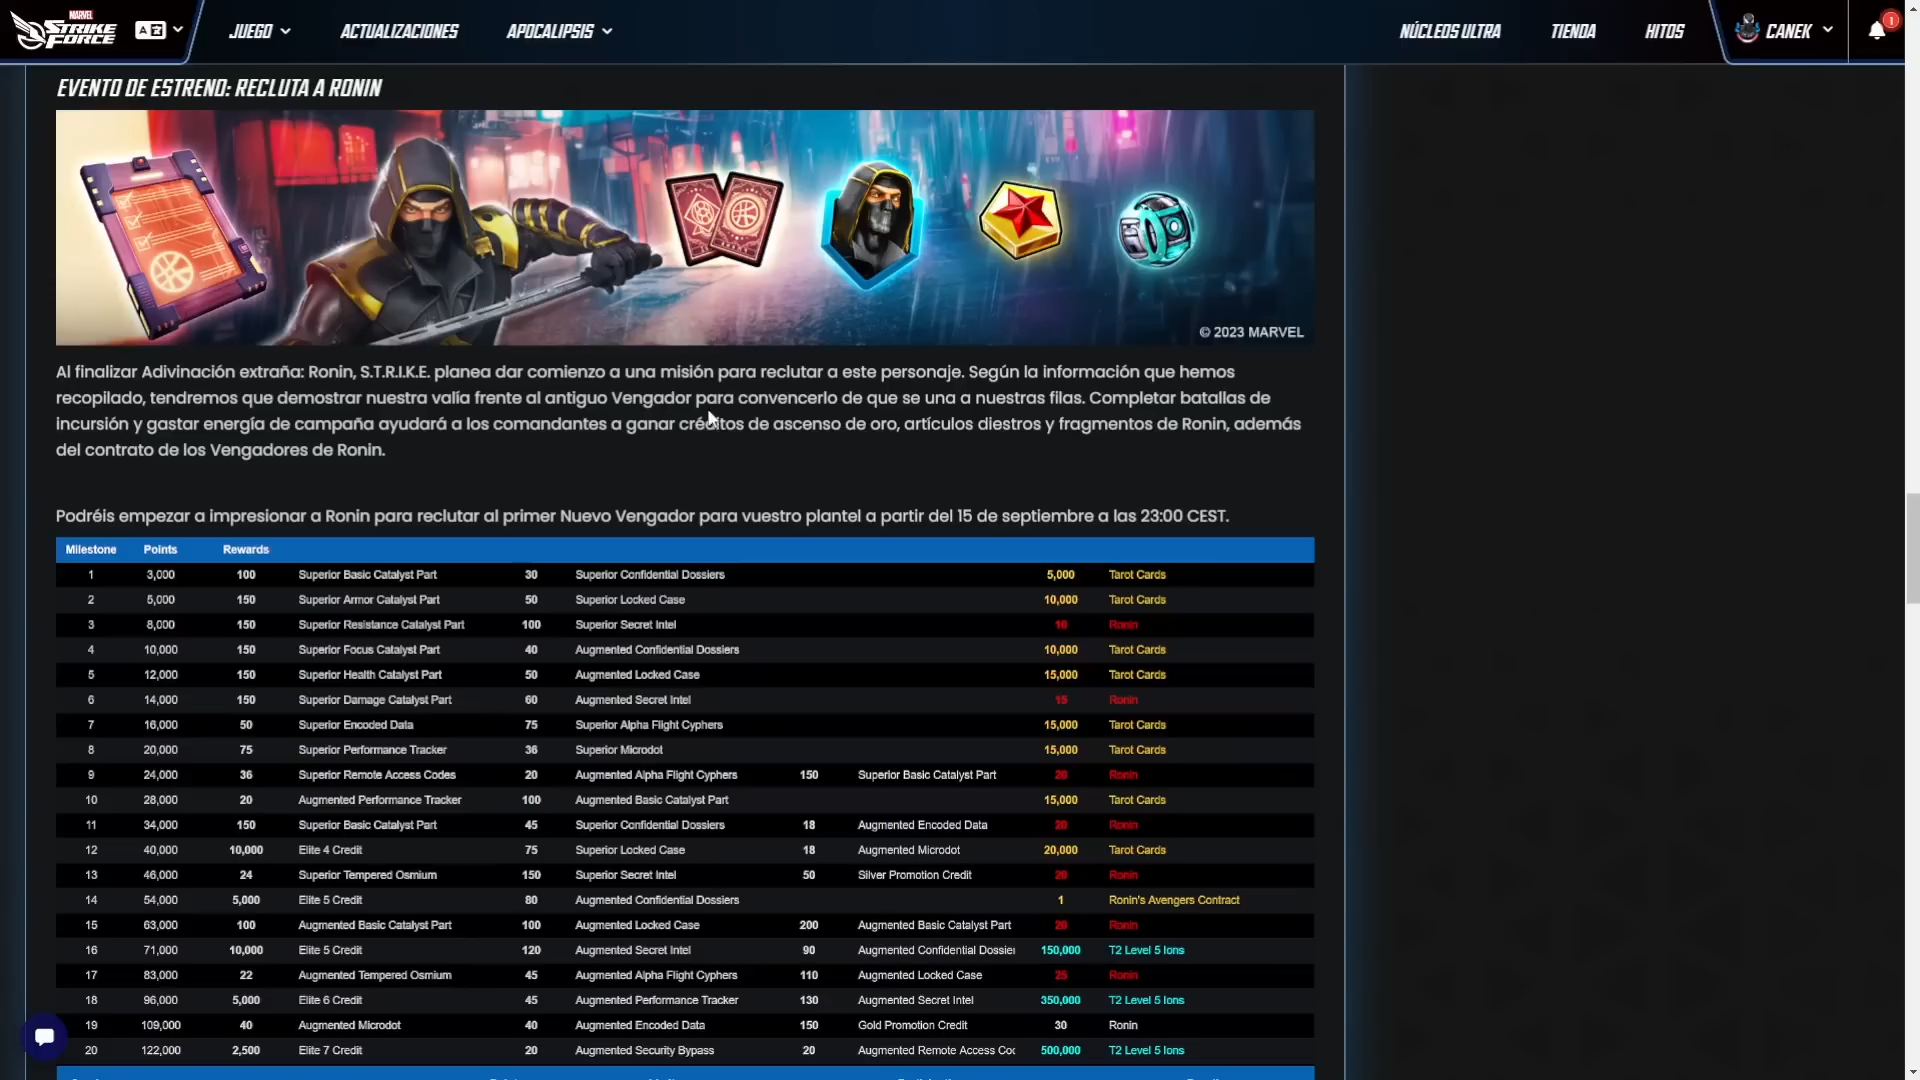 MARVEL STRIKE FORCE
JUEGO
ACTUALIZACIONES
APOCALIPSIS
NÚCLEOS ULTRA
TIENDA
HITOS
CANEK
1
EVENTO DE ESTRENO: RECLUTA A RONIN
© 2023 MARVEL
Al finalizar Adivinación extraña: Ronin, S.T.R.I.K.E. planea dar comienzo a una misión para reclutar a este personaje. Según la información que hemos
recopilado, tendremos que demostrar nuestra valía frente al antiguo Vengador para convencerlo de que se una a nuestras filas. Completar batallas de
incursión y gastar energía de campaña ayudará a los comandantes a ganar créditos de ascenso de oro, artículos diestros y fragmentos de Ronin, además
del contrato de los Vengadores de Ronin.
Podréis empezar a impresionar a Ronin para reclutar al primer Nuevo Vengador para vuestro plantel a partir del 15 de septiembre a las 23:00 CEST.
Milestone Points Rewards
1 3,000 100 Superior Basic Catalyst Part 30 Superior Confidential Dossiers 5,000 Tarot Cards
2 5,000 150 Superior Armor Catalyst Part 50 Superior Locked Case 10,000 Tarot Cards
3 8,000 150 Superior Resistance Catalyst Part 100 Superior Secret Intel 10 Ronin
4 10,000 150 Superior Focus Catalyst Part 40 Augmented Confidential Dossiers 10,000 Tarot Cards
5 12,000 150 Superior Health Catalyst Part 50 Augmented Locked Case 15,000 Tarot Cards
6 14,000 150 Superior Damage Catalyst Part 60 Augmented Secret Intel 15 Ronin
7 16,000 50 Superior Encoded Data 75 Superior Alpha Flight Cyphers 15,000 Tarot Cards
8 20,000 75 Superior Performance Tracker 36 Superior Microdot 15,000 Tarot Cards
9 24,000 36 Superior Remote Access Codes 20 Augmented Alpha Flight Cyphers 150 Superior Basic Catalyst Part 20 Ronin
10 28,000 20 Augmented Performance Tracker 100 Augmented Basic Catalyst Part 15,000 Tarot Cards
11 34,000 150 Superior Basic Catalyst Part 45 Superior Confidential Dossiers 18 Augmented Encoded Data 20 Ronin
12 40,000 10,000 Elite 4 Credit 75 Superior Locked Case 18 Augmented Microdot 20,000 Tarot Cards
13 46,000 24 Superior Tempered Osmium 150 Superior Secret Intel 50 Silver Promotion Credit 20 Ronin
14 54,000 5,000 Elite 5 Credit 80 Augmented Confidential Dossiers 1 Ronin's Avengers Contract
15 63,000 100 Augmented Basic Catalyst Part 100 Augmented Locked Case 200 Augmented Basic Catalyst Part 20 Ronin
16 71,000 10,000 Elite 5 Credit 120 Augmented Secret Intel 90 Augmented Confidential Dossier 150,000 T2 Level 5 Ions
17 83,000 22 Augmented Tempered Osmium 45 Augmented Alpha Flight Cyphers 110 Augmented Locked Case 25 Ronin
18 96,000 5,000 Elite 6 Credit 45 Augmented Performance Tracker 130 Augmented Secret Intel 350,000 T2 Level 5 Ions
19 109,000 40 Augmented Microdot 40 Augmented Encoded Data 150 Gold Promotion Credit 30 Ronin
20 122,000 2,500 Elite 7 Credit 20 Augmented Security Bypass 20 Augmented Remote Access Coc 500,000 T2 Level 5 Ions